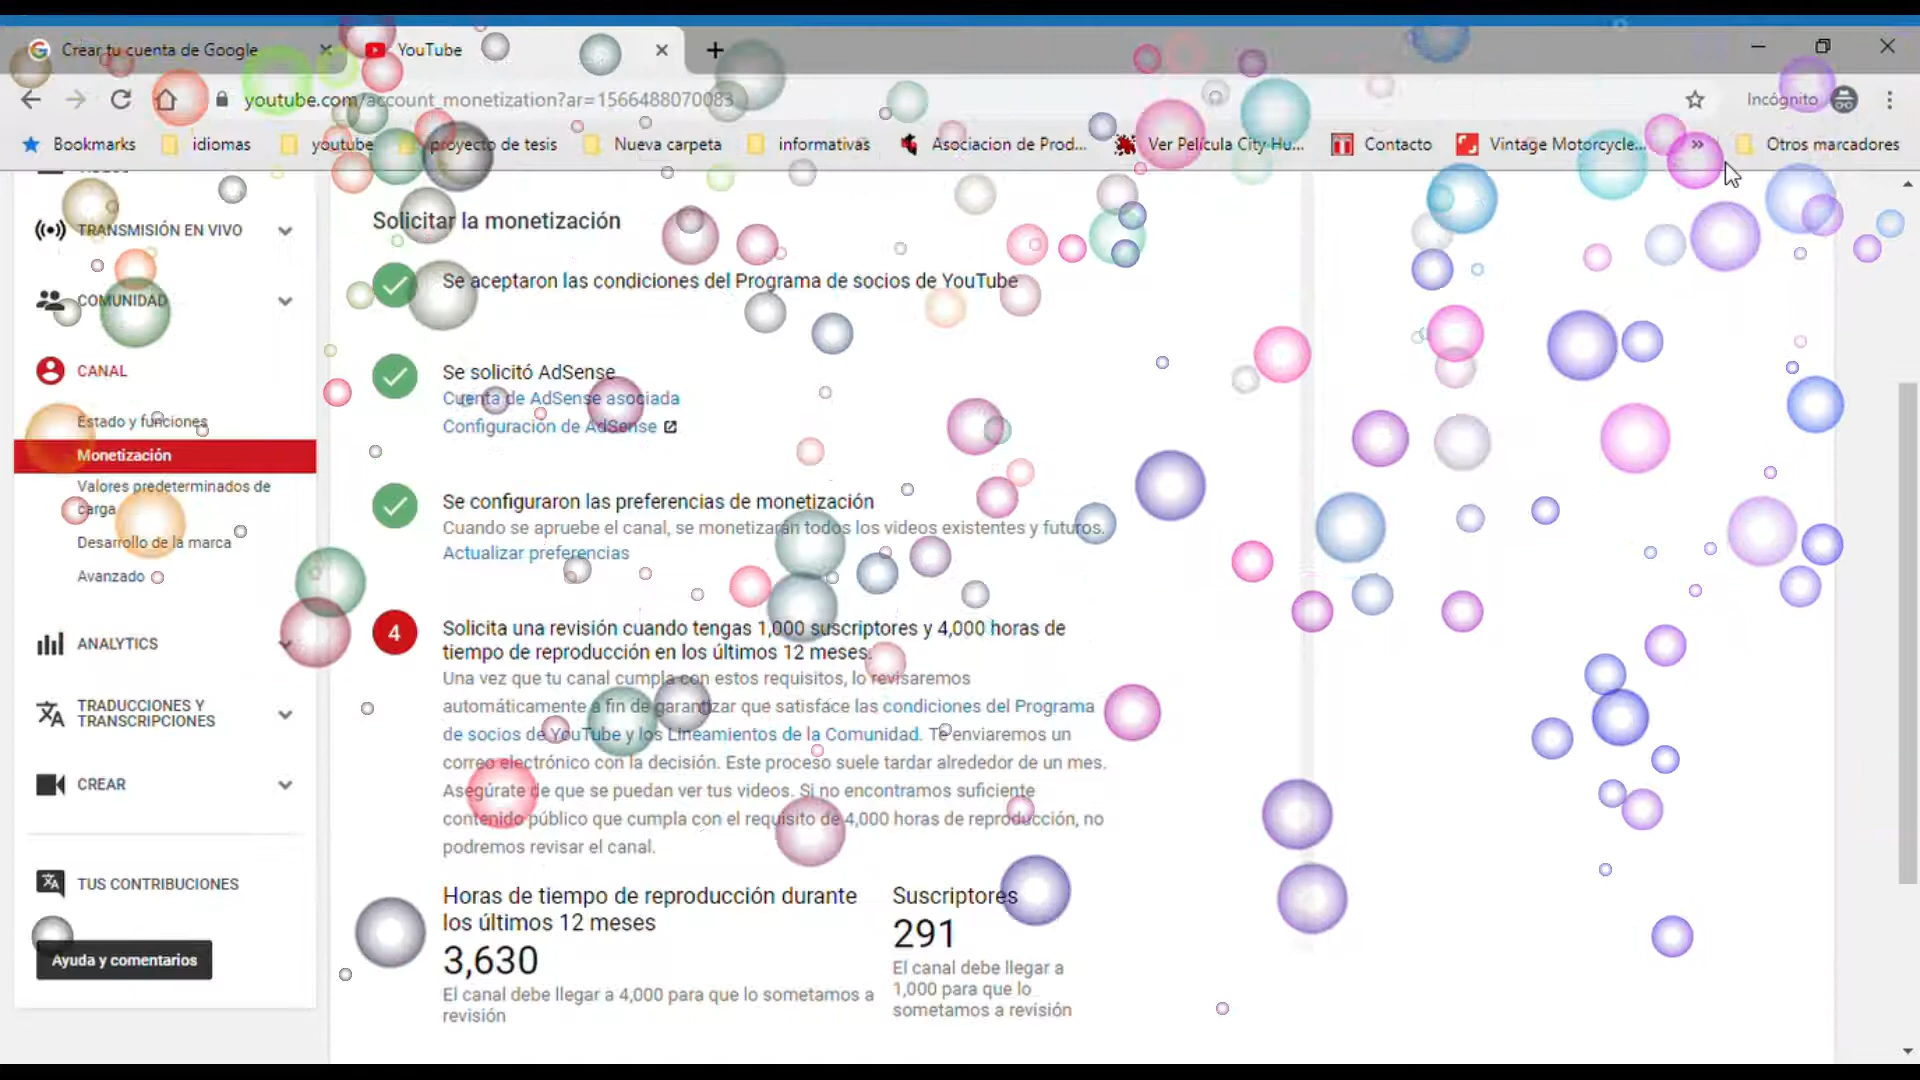 Crear tu cuenta de Google
YouTube
youtube.com/account_monetization?ar=1566488070083
Incógnito
Bookmarks
idiomas
youtube
proyecto de tesis
Nueva carpeta
informativas
Asociacion de Prod...
Ver Película City Hu...
Contacto
Vintage Motorcycle...
»
Otros marcadores
TRANSMISIÓN EN VIVO
COMUNIDAD
CANAL
Estado y funciones
Monetización
Valores predeterminados de
carga
Desarrollo de la marca
Avanzado
ANALYTICS
TRADUCCIONES Y
TRANSCRIPCIONES
CREAR
TUS CONTRIBUCIONES
Ayuda y comentarios
Solicitar la monetización
Se aceptaron las condiciones del Programa de socios de YouTube
Se solicitó AdSense
Cuenta de AdSense asociada
Configuración de AdSense
Se configuraron las preferencias de monetización
Cuando se apruebe el canal, se monetizarán todos los videos existentes y futuros.
Actualizar preferencias
4
Solicita una revisión cuando tengas 1,000 suscriptores y 4,000 horas de
tiempo de reproducción en los últimos 12 meses.
Una vez que tu canal cumpla con estos requisitos, lo revisaremos
automáticamente a fin de garantizar que satisface las condiciones del Programa
de socios de YouTube y los Lineamientos de la Comunidad. Te enviaremos un
correo electrónico con la decisión. Este proceso suele tardar alrededor de un mes.
Asegúrate de que se puedan ver tus videos. Si no encontramos suficiente
contenido público que cumpla con el requisito de 4,000 horas de reproducción, no
podremos revisar el canal.
Horas de tiempo de reproducción durante
los últimos 12 meses
3,630
El canal debe llegar a 4,000 para que lo sometamos a
revisión
Suscriptores
291
El canal debe llegar a
1,000 para que lo
sometamos a revisión